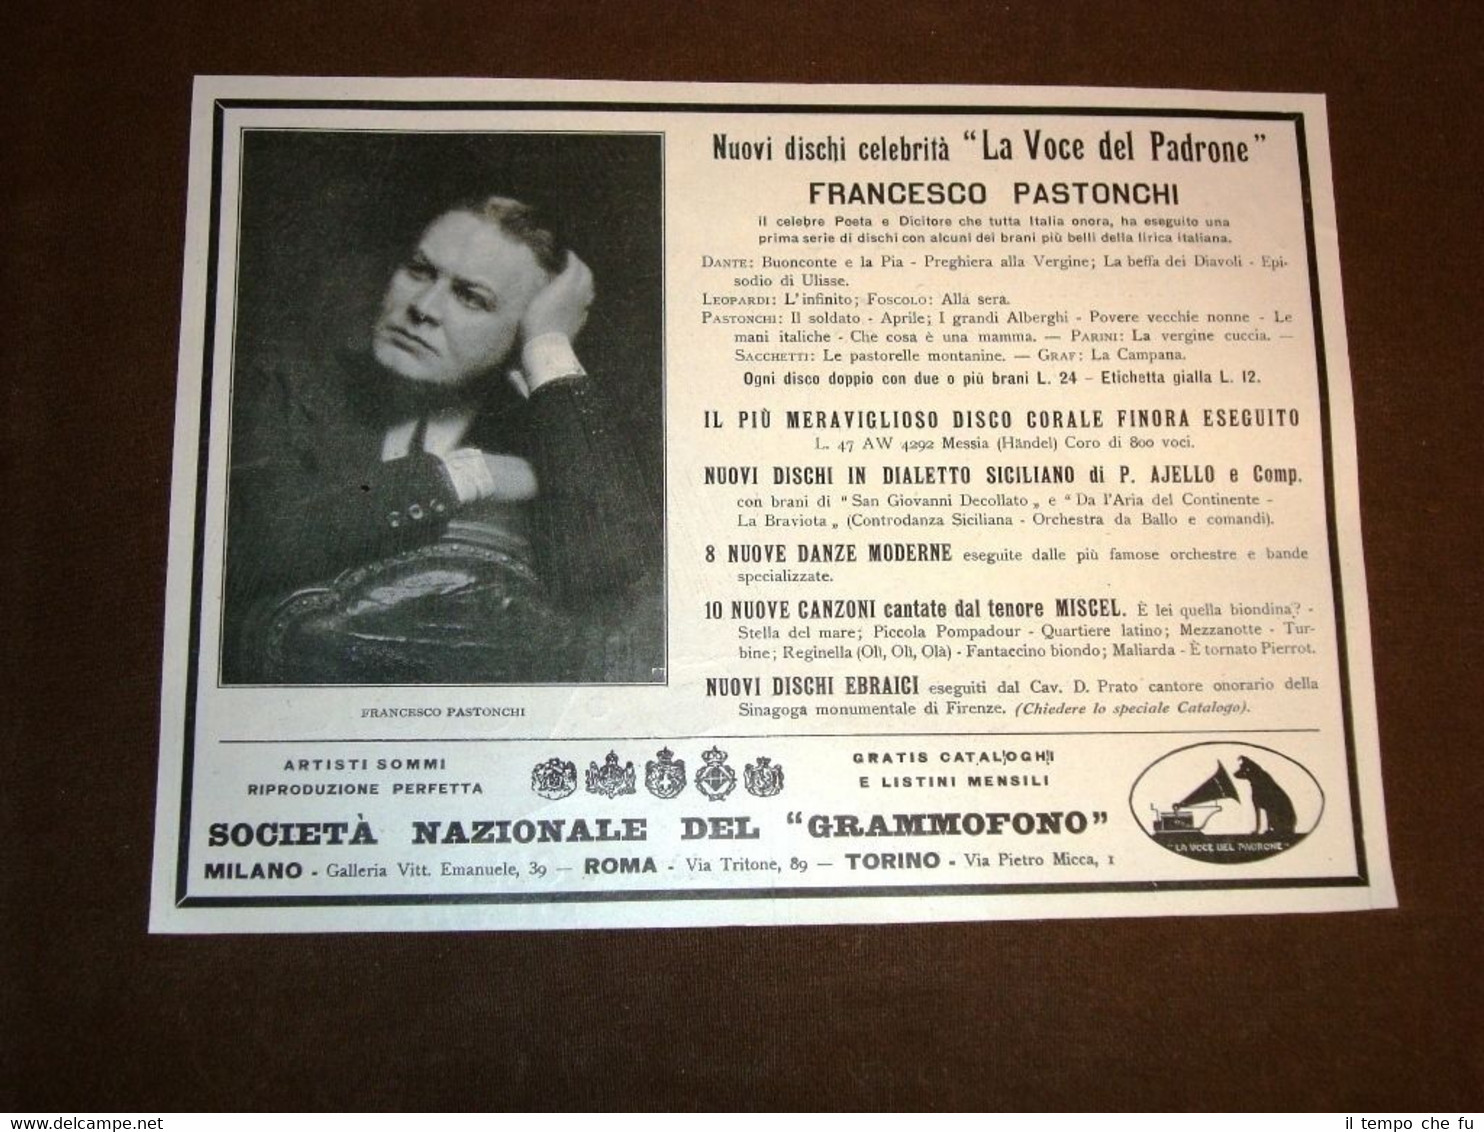 Nuovi dischi celebrità "La Voce del Padrone"
FRANCESCO PASTONCHI
il celebre Poeta e Dicitore che tutta Italia onora, ha eseguito una
prima serie di dischi con alcuni dei brani più belli della lirica italiana.
DANTE: Buonconte e la Pia - Preghiera alla Vergine; La beffa dei Diavoli - Epi-
sodio di Ulisse.
LEOPARDI: L'infinito; FOSCOLO: Alla sera.
PASTONCHI: Il soldato - Aprile; I grandi Alberghi - Povere vecchie nonne - Le
mani italiche - Che cosa è una mamma. — PARINI: La vergine cuccia. —
SACCHETTI: Le pastorelle montanine. — GRAF: La Campana.
Ogni disco doppio con due o più brani L. 24 - Etichetta gialla L. 12.
IL PIÙ MERAVIGLIOSO DISCO CORALE FINORA ESEGUITO
L. 47 AW 4292 Messia (Händel) Coro di 800 voci.
NUOVI DISCHI IN DIALETTO SICILIANO di P. AJELLO e Comp.
con brani di " San Giovanni Decollato „ e " Da l'Aria del Continente -
La Braviota „ (Controdanza Siciliana - Orchestra da Ballo e comandi).
8 NUOVE DANZE MODERNE eseguite dalle più famose orchestre e bande
specializzate.
10 NUOVE CANZONI cantate dal tenore MISCEL. È lei quella biondina? -
Stella del mare; Piccola Pompadour - Quartiere latino; Mezzanotte - Tur-
bine; Reginella (Olì, Olì, Olà) - Fantaccino biondo; Maliarda - È tornato Pierrot.
NUOVI DISCHI EBRAICI eseguiti dal Cav. D. Prato cantore onorario della
Sinagoga monumentale di Firenze. (Chiedere lo speciale Catalogo).
FRANCESCO PASTONCHI
ARTISTI SOMMI
RIPRODUZIONE PERFETTA
GRATIS CATALOGHI
E LISTINI MENSILI
SOCIETÀ NAZIONALE DEL "GRAMMOFONO"
MILANO - Galleria Vitt. Emanuele, 39 — ROMA - Via Tritone, 89 — TORINO - Via Pietro Micca, 1
"LA VOCE DEL PADRONE"
www.delcampe.net
il tempo che fu